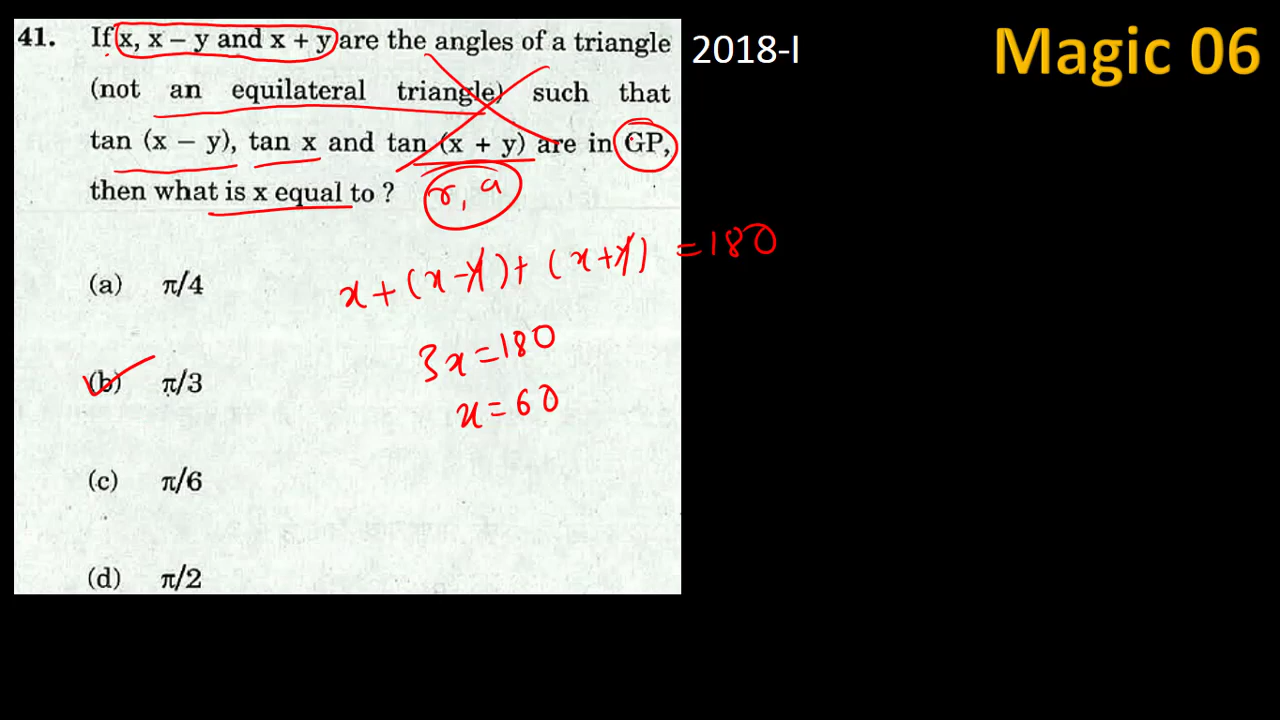 41. If x, x – y and x + y are the angles of a triangle
(not an equilateral triangle) such that
tan (x – y), tan x and tan (x + y) are in GP,
then what is x equal to ?
r, a
2018-I
Magic 06
x + (x-y) + (x+y) = 180
3x = 180
x = 60
(a) π/4
(b) π/3
(c) π/6
(d) π/2